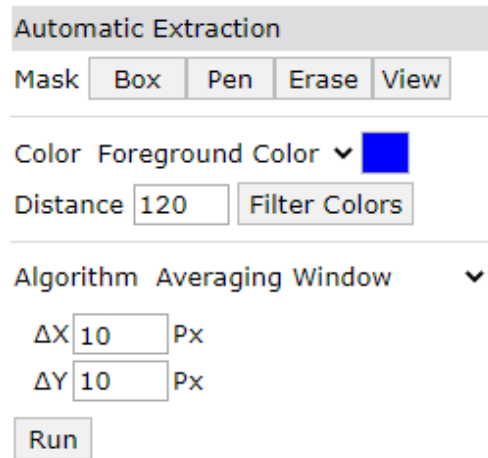 Automatic Extraction
Mask Box Pen Erase View
Color Foreground Color
Distance 120 Filter Colors
Algorithm Averaging Window
ΔX 10 Px
ΔY 10 Px
Run